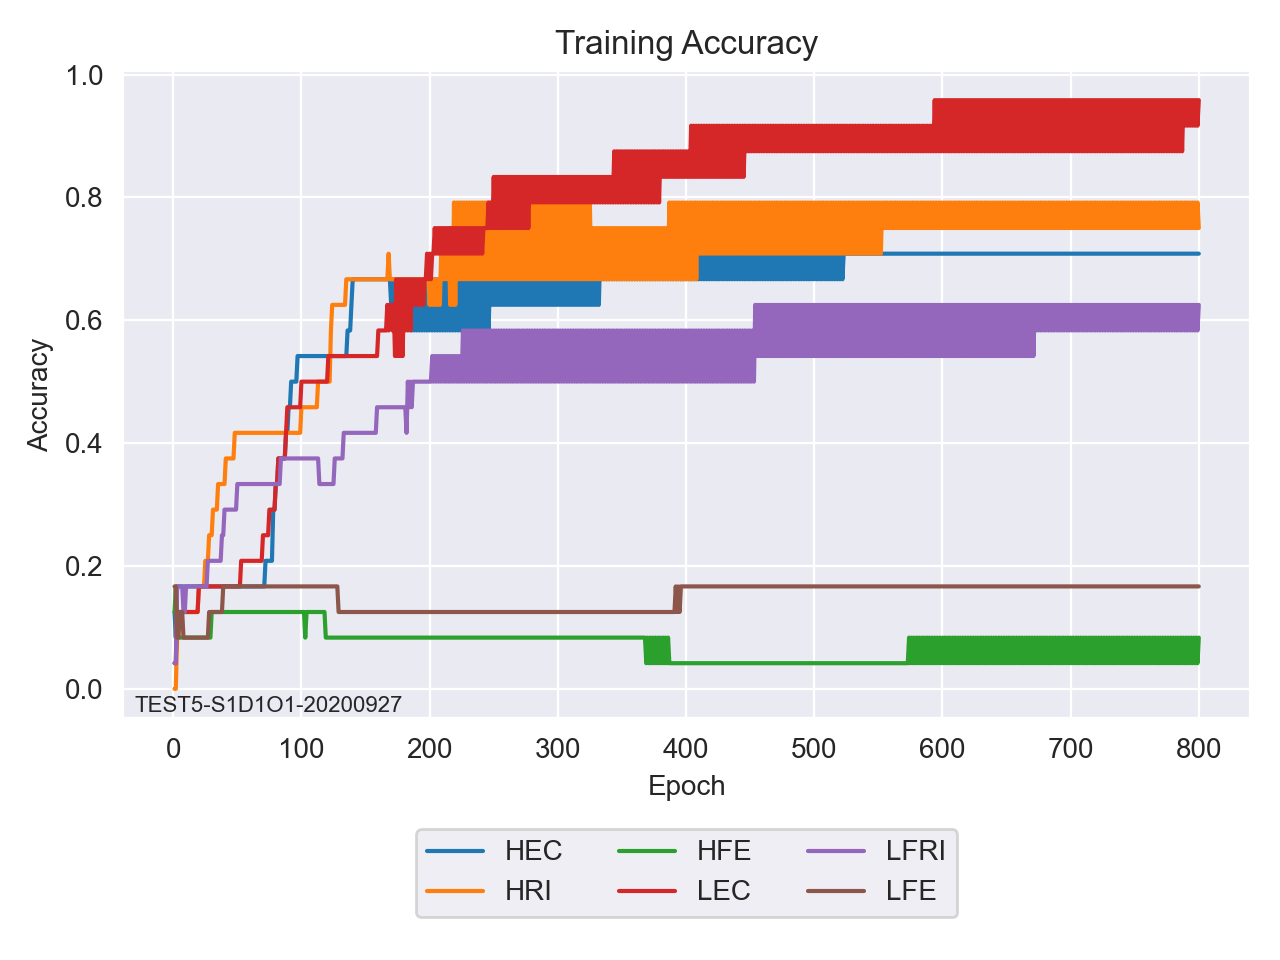 Training Accuracy
1.0
0.8
0.6
0.4
0.2
0.0
Accuracy
TEST5-S1D1O1-20200927
0 100 200 300 400 500 600 700 800
Epoch
HEC HFE LFRI
HRI LEC LFE